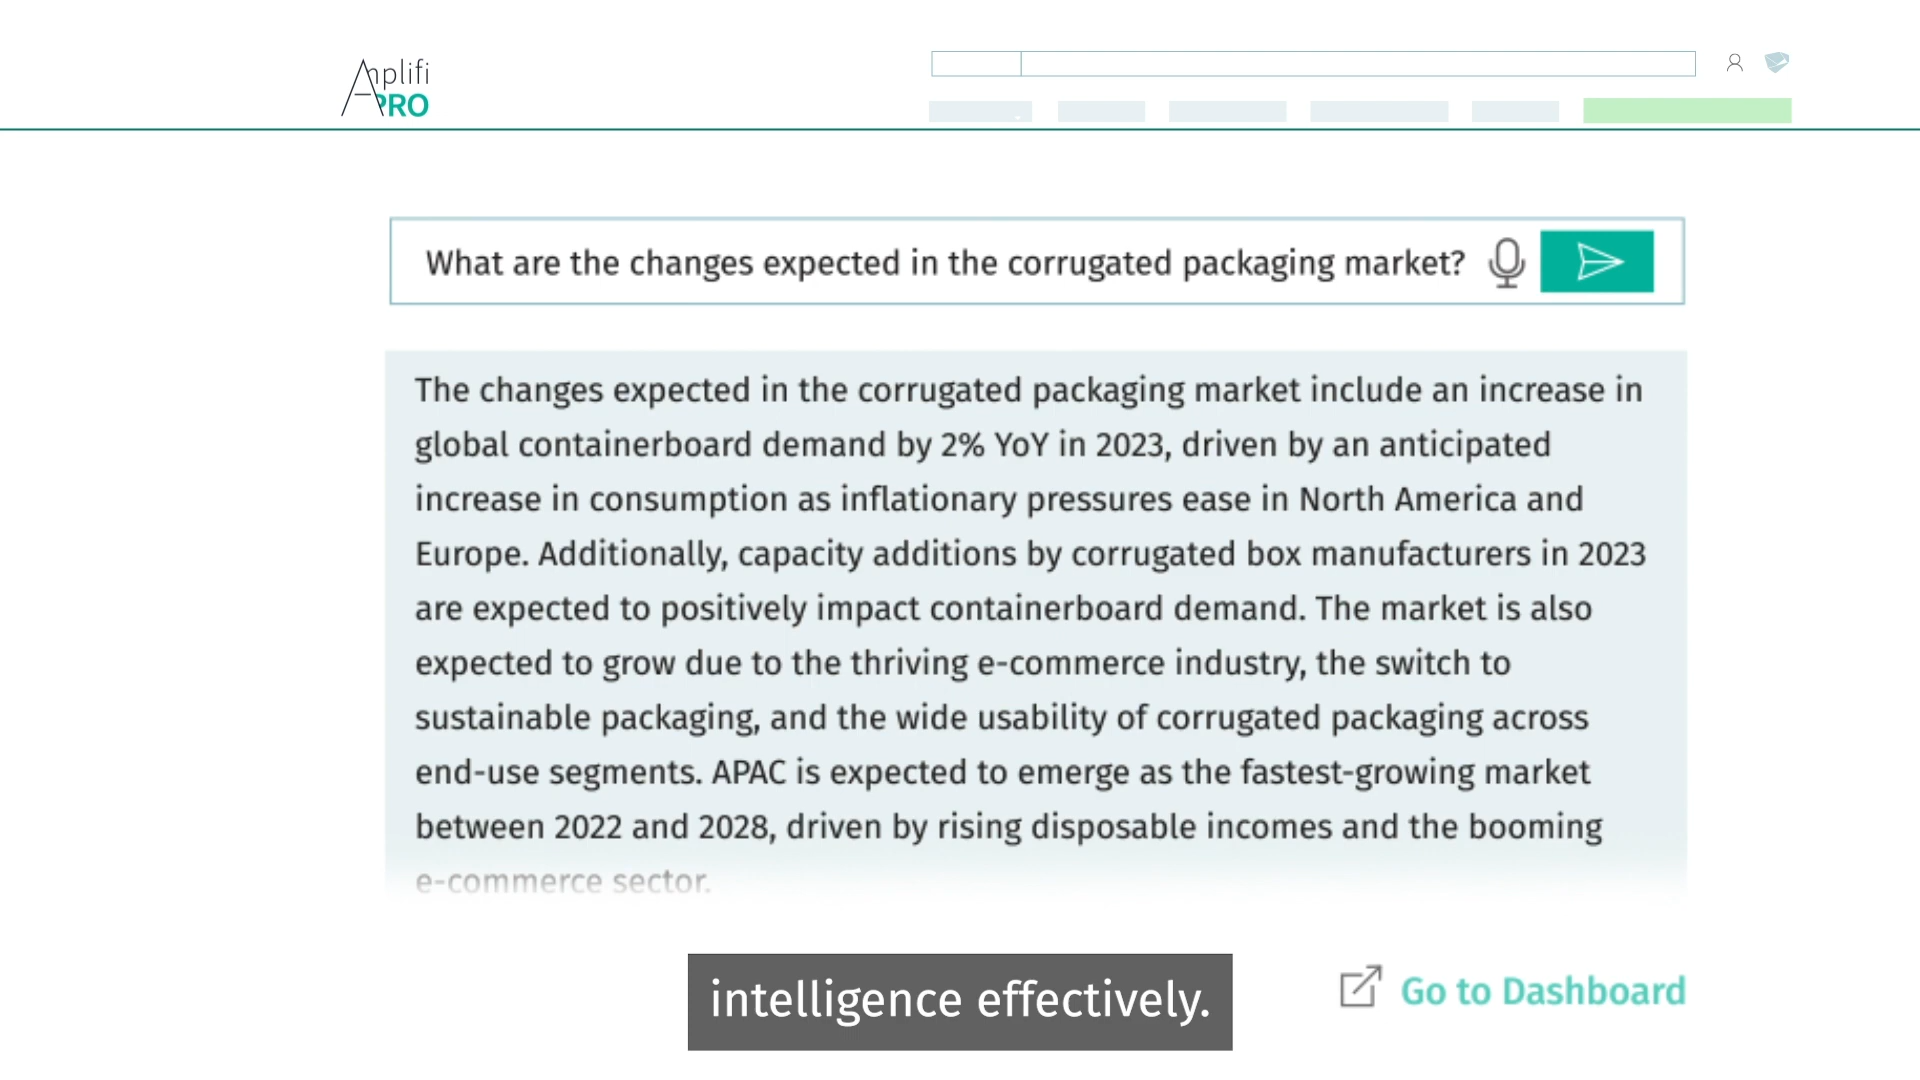 Amplifi
PRO
What are the changes expected in the corrugated packaging market?
The changes expected in the corrugated packaging market include an increase in
global containerboard demand by 2% YoY in 2023, driven by an anticipated
increase in consumption as inflationary pressures ease in North America and
Europe. Additionally, capacity additions by corrugated box manufacturers in 2023
are expected to positively impact containerboard demand. The market is also
expected to grow due to the thriving e-commerce industry, the switch to
sustainable packaging, and the wide usability of corrugated packaging across
end-use segments. APAC is expected to emerge as the fastest-growing market
between 2022 and 2028, driven by rising disposable incomes and the booming
e-commerce sector.
intelligence effectively.
Go to Dashboard